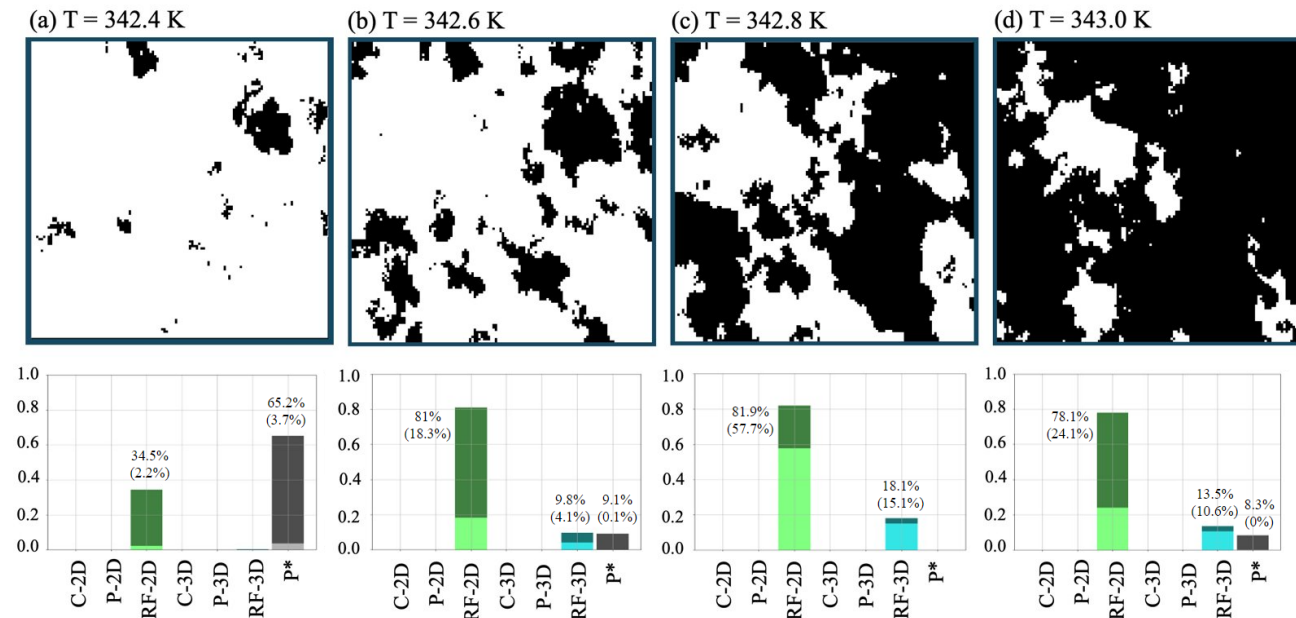 (a) T = 342.4 K
(b) T = 342.6 K
(c) T = 342.8 K
(d) T = 343.0 K
1.0
0.8
0.6
0.4
0.2
0.0
34.5%
(2.2%)
65.2%
(3.7%)
C-2D
P-2D
RF-2D
C-3D
P-3D
RF-3D
P*
1.0
0.8
0.6
0.4
0.2
0.0
81%
(18.3%)
9.8%
(4.1%)
9.1%
(0.1%)
C-2D
P-2D
RF-2D
C-3D
P-3D
RF-3D
P*
1.0
0.8
0.6
0.4
0.2
0.0
81.9%
(57.7%)
18.1%
(15.1%)
C-2D
P-2D
RF-2D
C-3D
P-3D
RF-3D
P*
1.0
0.8
0.6
0.4
0.2
0.0
78.1%
(24.1%)
13.5%
(10.6%)
8.3%
(0%)
C-2D
P-2D
RF-2D
C-3D
P-3D
RF-3D
P*